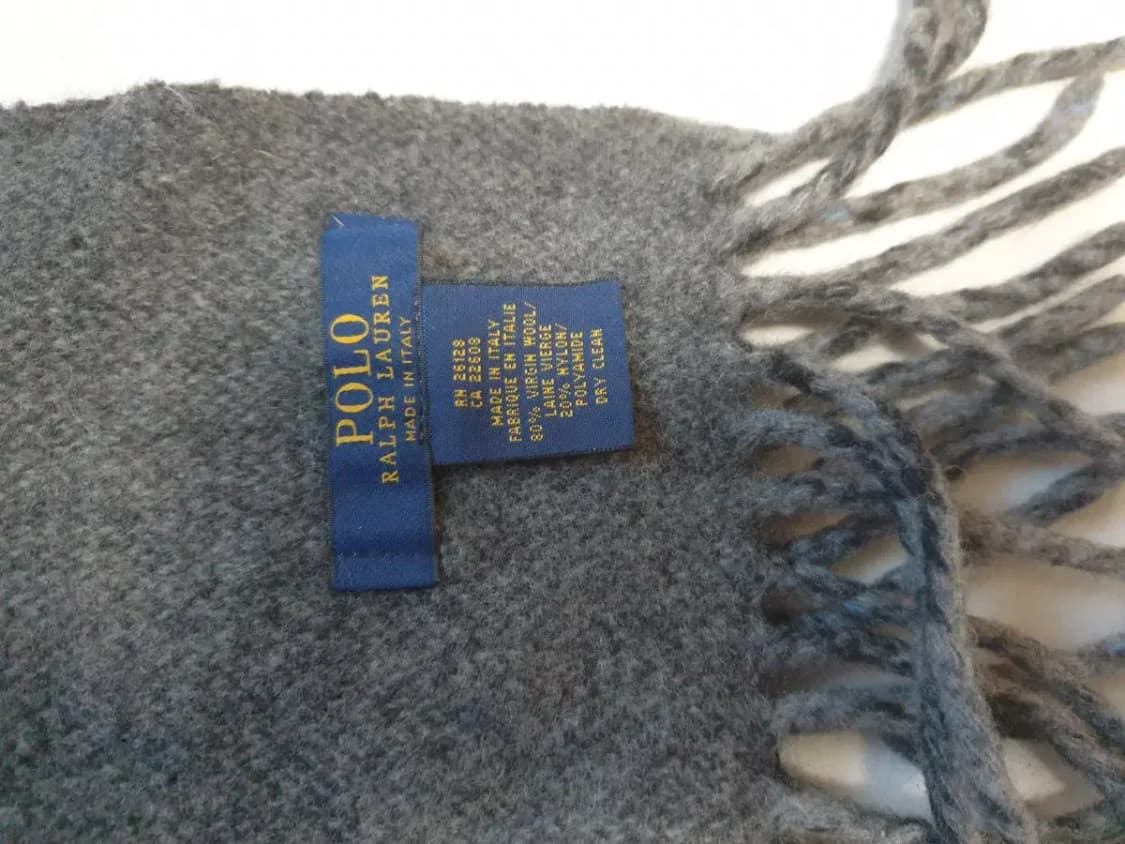 POLO
RALPH LAUREN
MADE IN ITALY
RN 26128
CA 22608
MADE IN ITALY
FABRIQUE EN ITALIE
80% VIRGIN WOOL/
LAINE VIERGE
20% NYLON/
POLYAMIDE
DRY CLEAN